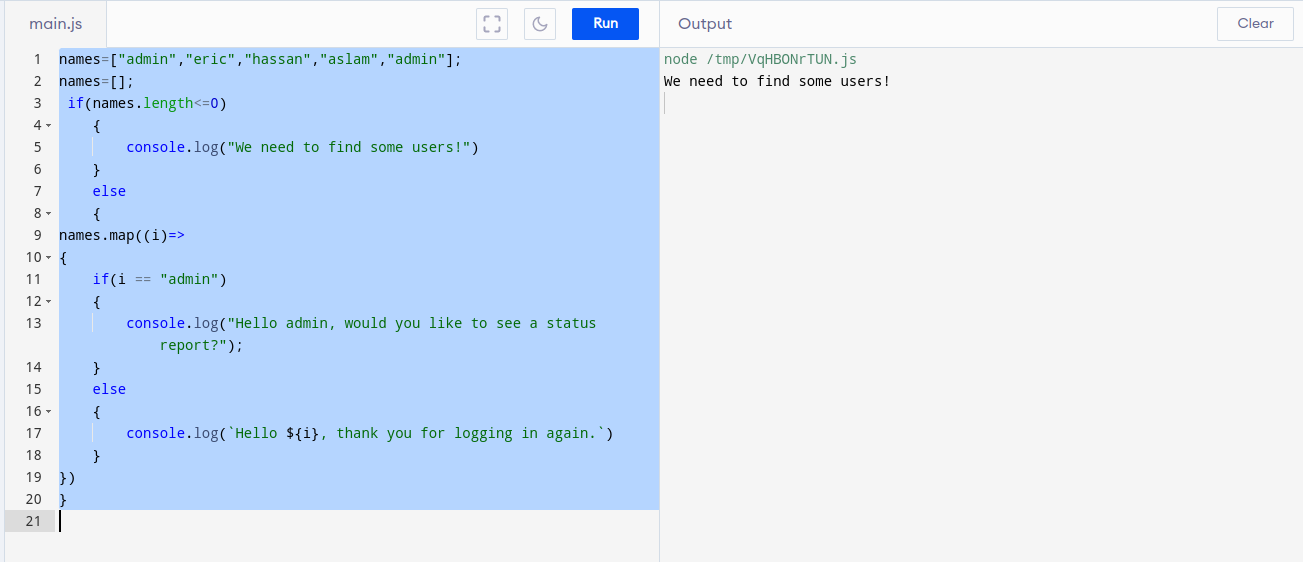 main.js
Run
Output
Clear
1 names=["admin","eric","hassan","aslam","admin"];
2 names=[];
3  if(names.length<=0)
4     {
5         console.log("We need to find some users!")
6     }
7     else
8     {
9 names.map((i)=>
10 {
11     if(i == "admin")
12     {
13         console.log("Hello admin, would you like to see a status
            report?");
14     }
15     else
16     {
17         console.log(`Hello ${i}, thank you for logging in again.`)
18     }
19 })
20 }
21
node /tmp/VqHBONrTUN.js
We need to find some users!